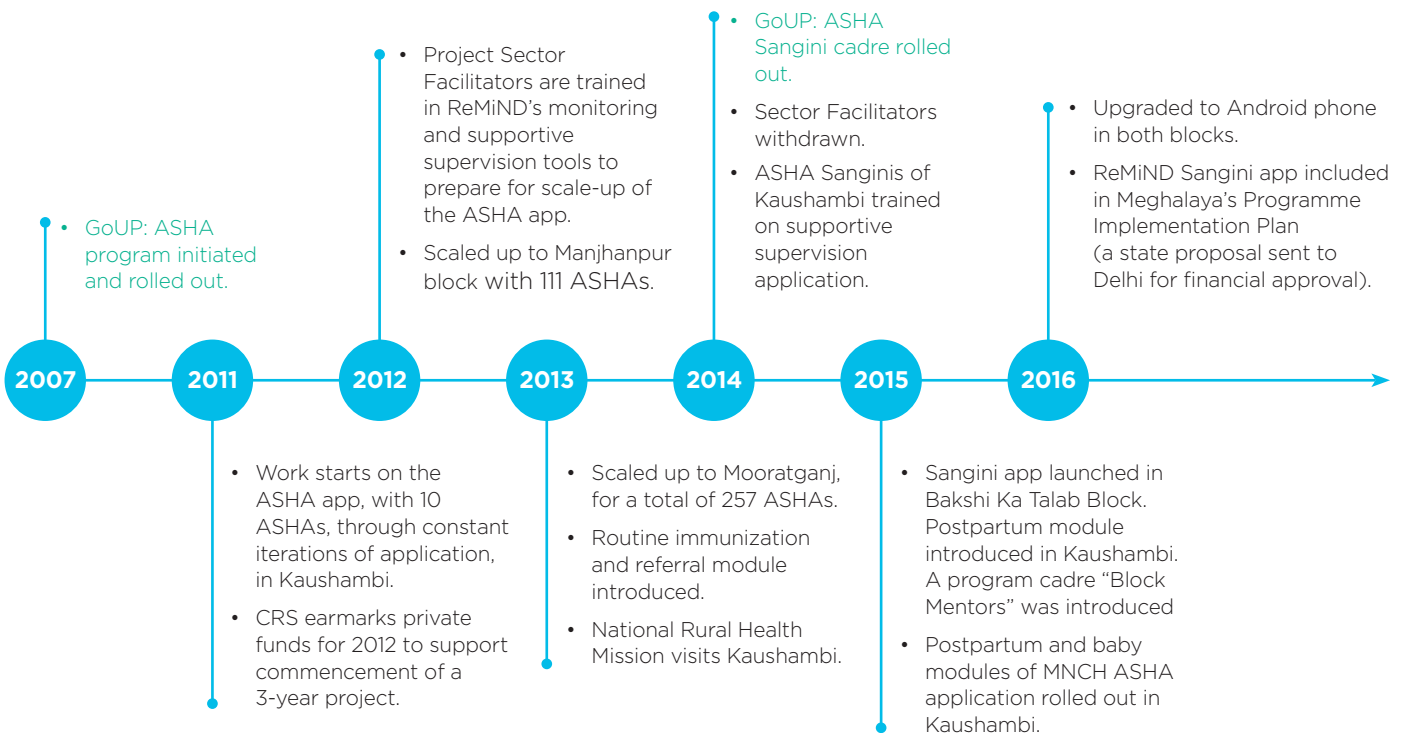 • GoUP: ASHA
program initiated
and rolled out.
• Project Sector
Facilitators are trained
in ReMiND’s monitoring
and supportive
supervision tools to
prepare for scale-up of
the ASHA app.
• Scaled up to Manjhanpur
block with 111 ASHAs.
• GoUP: ASHA
Sangini cadre rolled
out.
• Sector Facilitators
withdrawn.
• ASHA Sanginis of
Kaushambi trained
on supportive
supervision
application.
• Upgraded to Android phone
in both blocks.
• ReMiND Sangini app included
in Meghalaya’s Programme
Implementation Plan
(a state proposal sent to
Delhi for financial approval).
2007
2011
2012
2013
2014
2015
2016
• Work starts on the
ASHA app, with 10
ASHAs, through constant
iterations of application,
in Kaushambi.
• CRS earmarks private
funds for 2012 to support
commencement of a
3-year project.
• Scaled up to Mooratganj,
for a total of 257 ASHAs.
• Routine immunization
and referral module
introduced.
• National Rural Health
Mission visits Kaushambi.
• Sangini app launched in
Bakshi Ka Talab Block.
Postpartum module
introduced in Kaushambi.
A program cadre “Block
Mentors” was introduced
• Postpartum and baby
modules of MNCH ASHA
application rolled out in
Kaushambi.